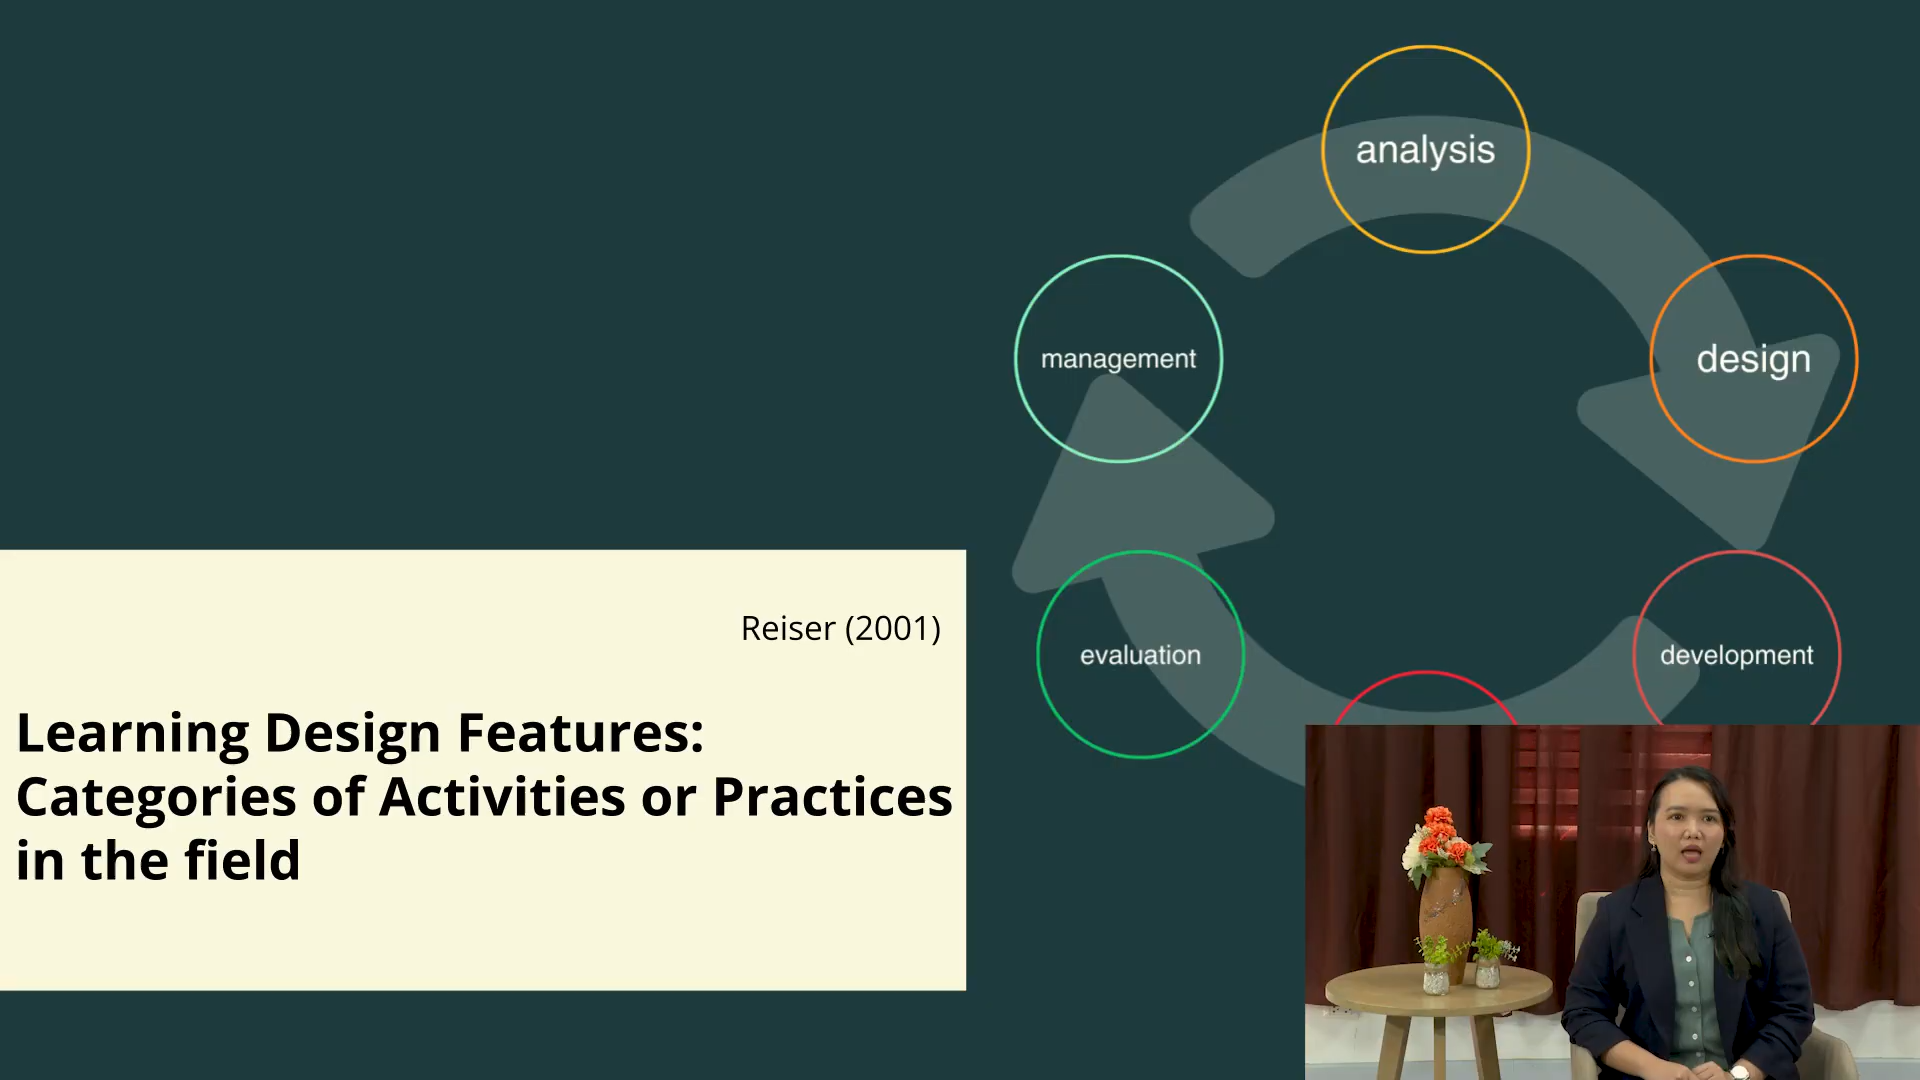 analysis
management
design
evaluation
development
Reiser (2001)
Learning Design Features:
Categories of Activities or Practices
in the field